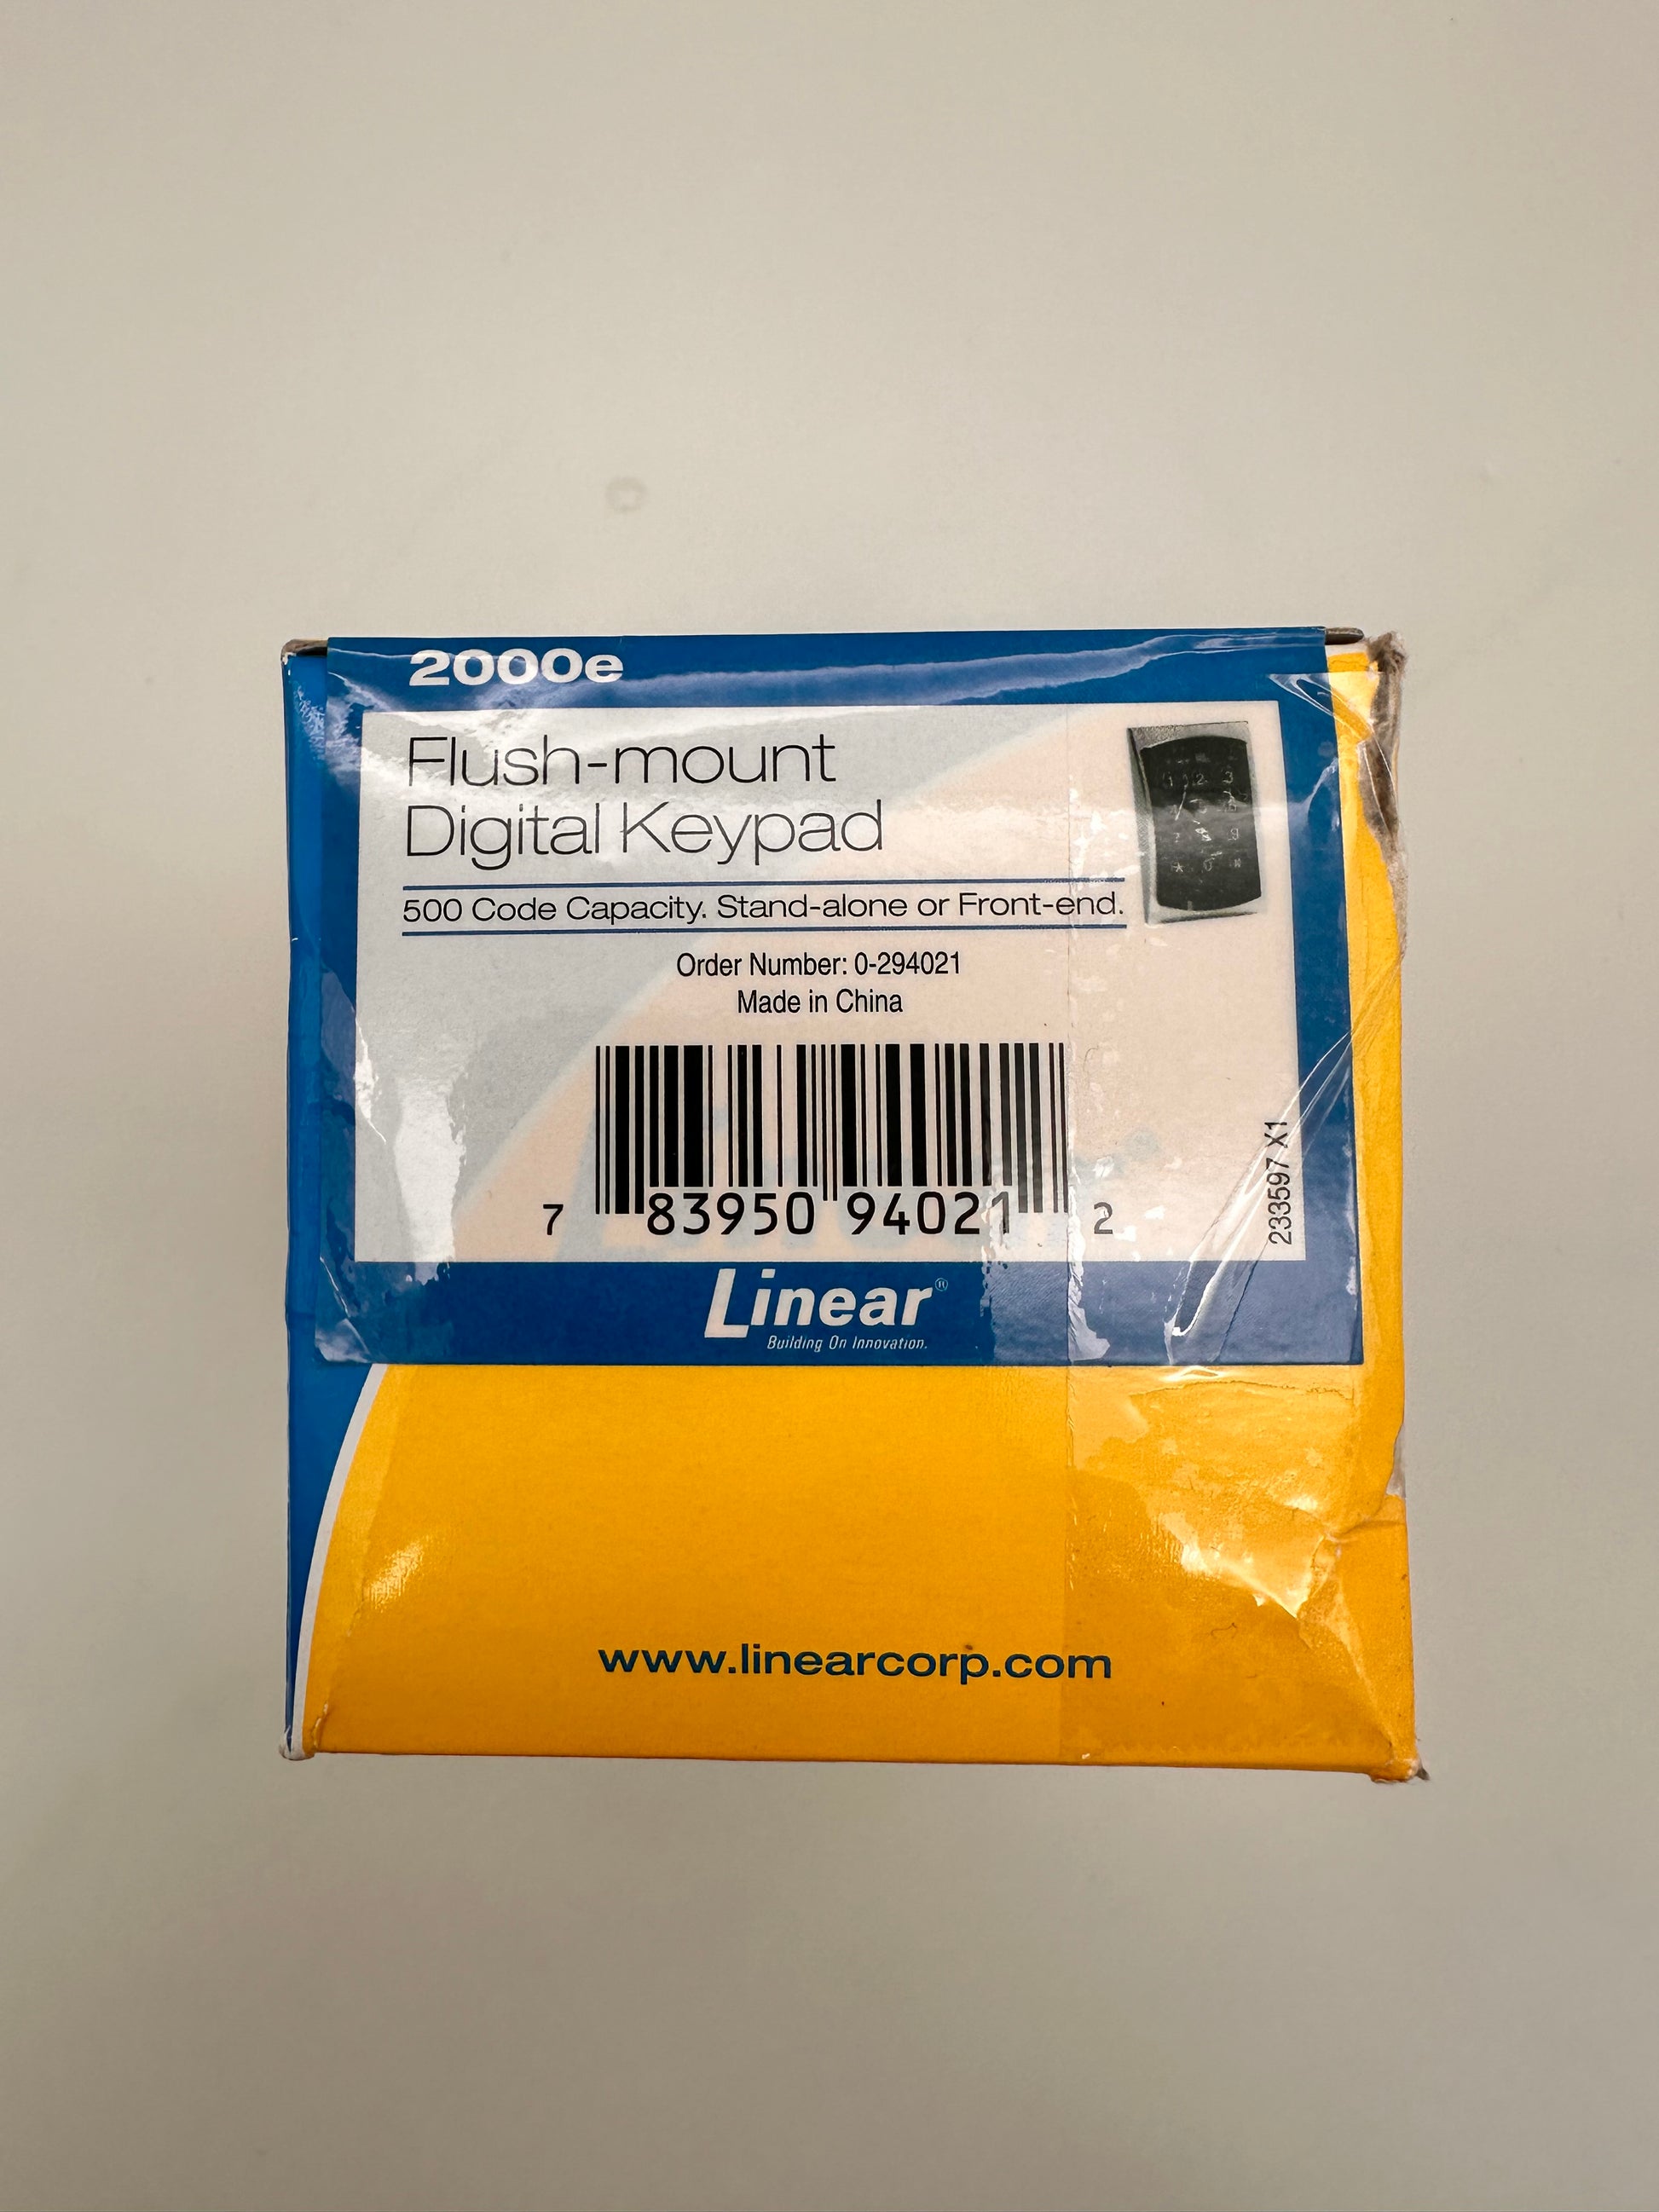 2000e
Flush-mount
Digital Keypad
500 Code Capacity. Stand-alone or Front-end.
Order Number: 0-294021
Made in China
7 83950 94021 2
233597 X1
Linear®
Building On Innovation.
www.linearcorp.com